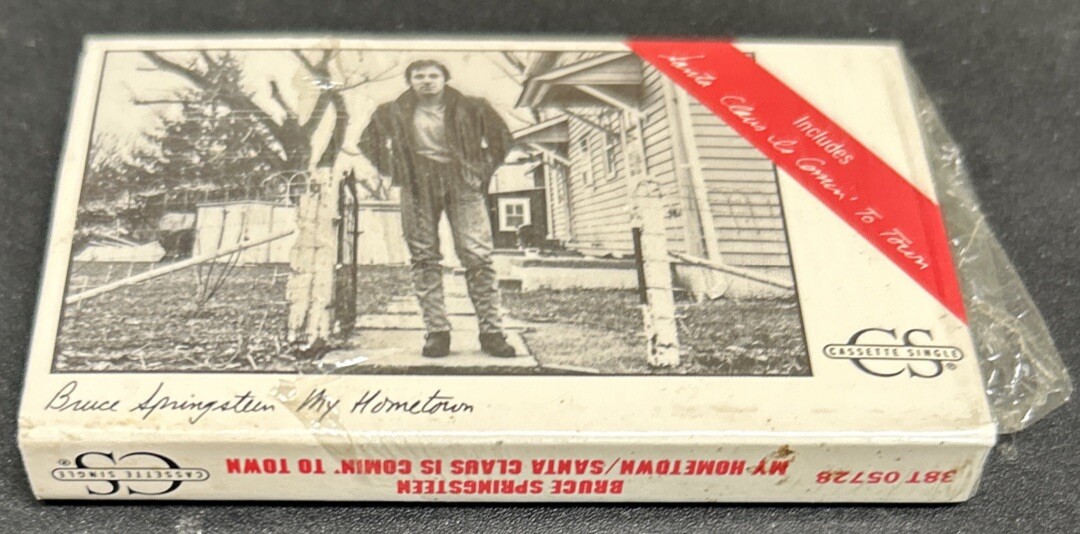 Includes
Santa Claus Is Comin' To Town
CS
CASSETTE SINGLE
®
Bruce Springsteen My Hometown
BRUCE SPRINGSTEEN
MY HOMETOWN/SANTA CLAUS IS COMIN' TO TOWN
38T 05728
CS
CASSETTE SINGLE
®